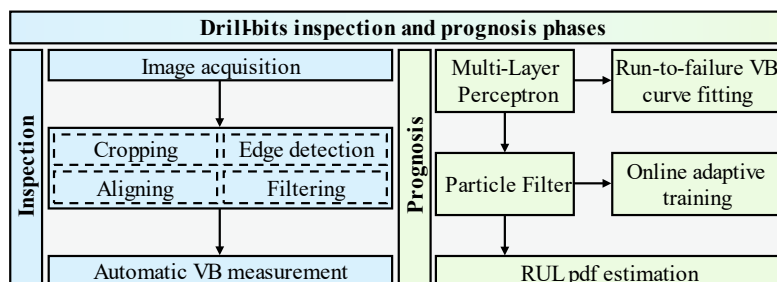 Drill-bits inspection and prognosis phases
Inspection
Image acquisition
Cropping
Edge detection
Aligning
Filtering
Automatic VB measurement
Prognosis
Multi-Layer
Perceptron
Run-to-failure VB
curve fitting
Particle Filter
Online adaptive
training
RUL pdf estimation